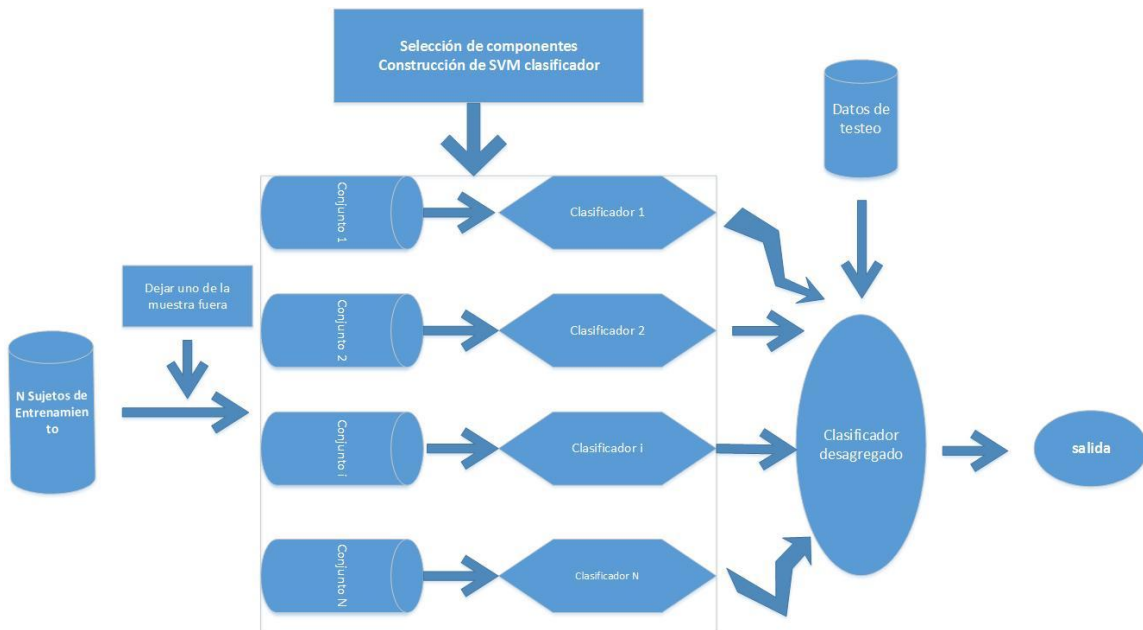 Selección de componentes
Construcción de SVM clasificador
Datos de
testeo
Conjunto 1
Clasificador 1
Dejar uno de la
muestra fuera
Conjunto 2
Clasificador 2
N Sujetos de
Entrenamien
to
Conjunto i
Clasificador i
Clasificador
desagregado
salida
Conjunto N
Clasificador N